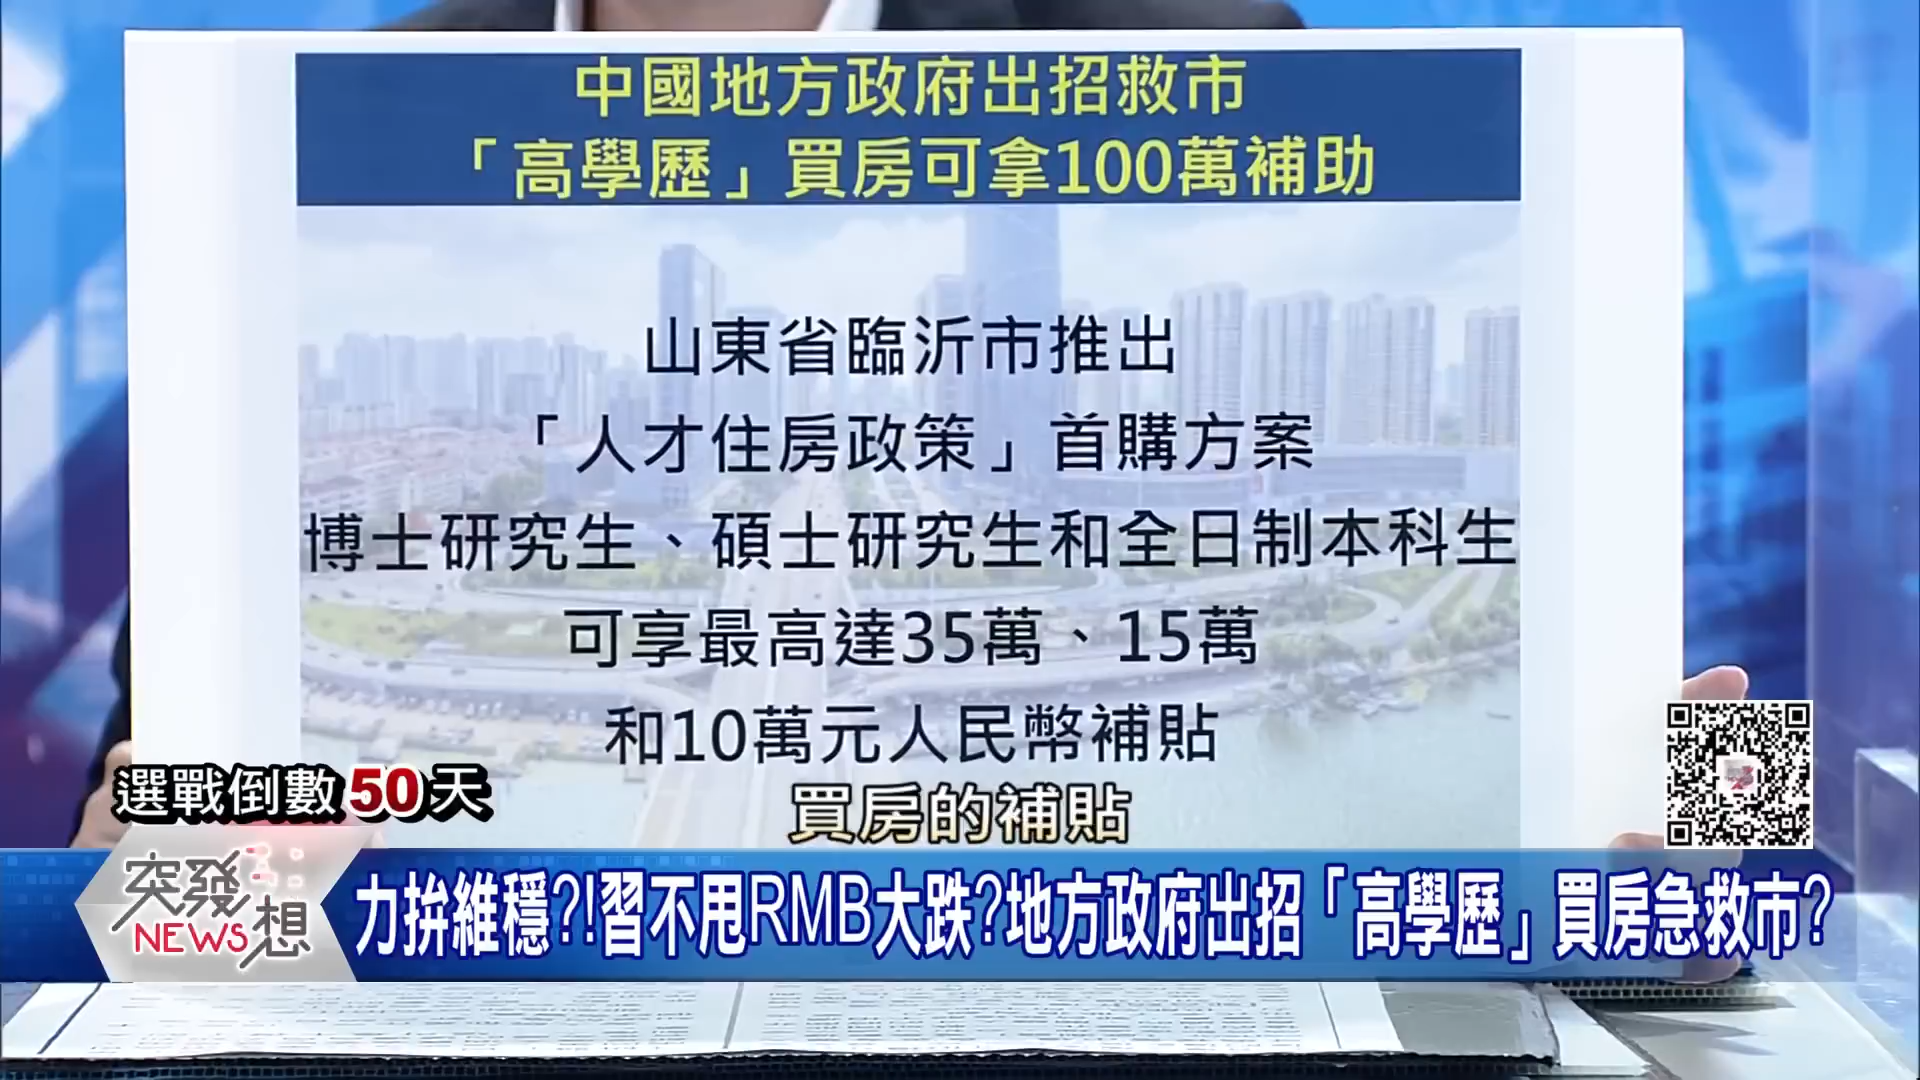 中國地方政府出招救市
「高學歷」買房可拿100萬補助
山東省臨沂市推出
「人才住房政策」首購方案
博士研究生、碩士研究生和全日制本科生
可享最高達35萬、15萬
和10萬元人民幣補貼
買房的補貼
選戰倒數50天
突發想
NEWS
力拚維穩?!習不甩RMB大跌?地方政府出招「高學歷」買房急救市?